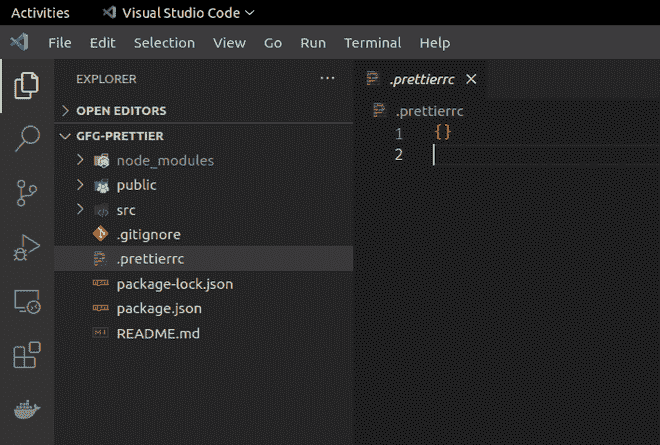 Activities Visual Studio Code
File Edit Selection View Go Run Terminal Help
EXPLORER ...
OPEN EDITORS
GFG-PRETTIER
node_modules
public
src
.gitignore
.prettierrc
package-lock.json
package.json
README.md
.prettierrc
.prettierrc
1 {}
2